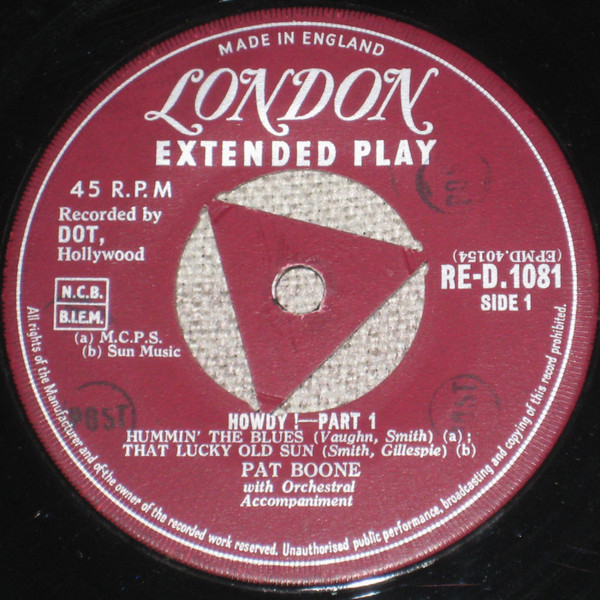 MADE IN ENGLAND
LONDON
EXTENDED PLAY
45 R.P.M
Recorded by
DOT,
Hollywood
N.C.B.
B.I.E.M.
(a) M.C.P.S.
(b) Sun Music
(EPMD.40154)
RE-D.1081
SIDE 1
HOWDY !—PART 1
HUMMIN' THE BLUES (Vaughn, Smith) (a);
THAT LUCKY OLD SUN (Smith, Gillespie) (b)
PAT BOONE
with Orchestral
Accompaniment
All rights of the Manufacturer and of the owner of the recorded work reserved. Unauthorised public performance, broadcasting and copying of this record prohibited.
POST
POST